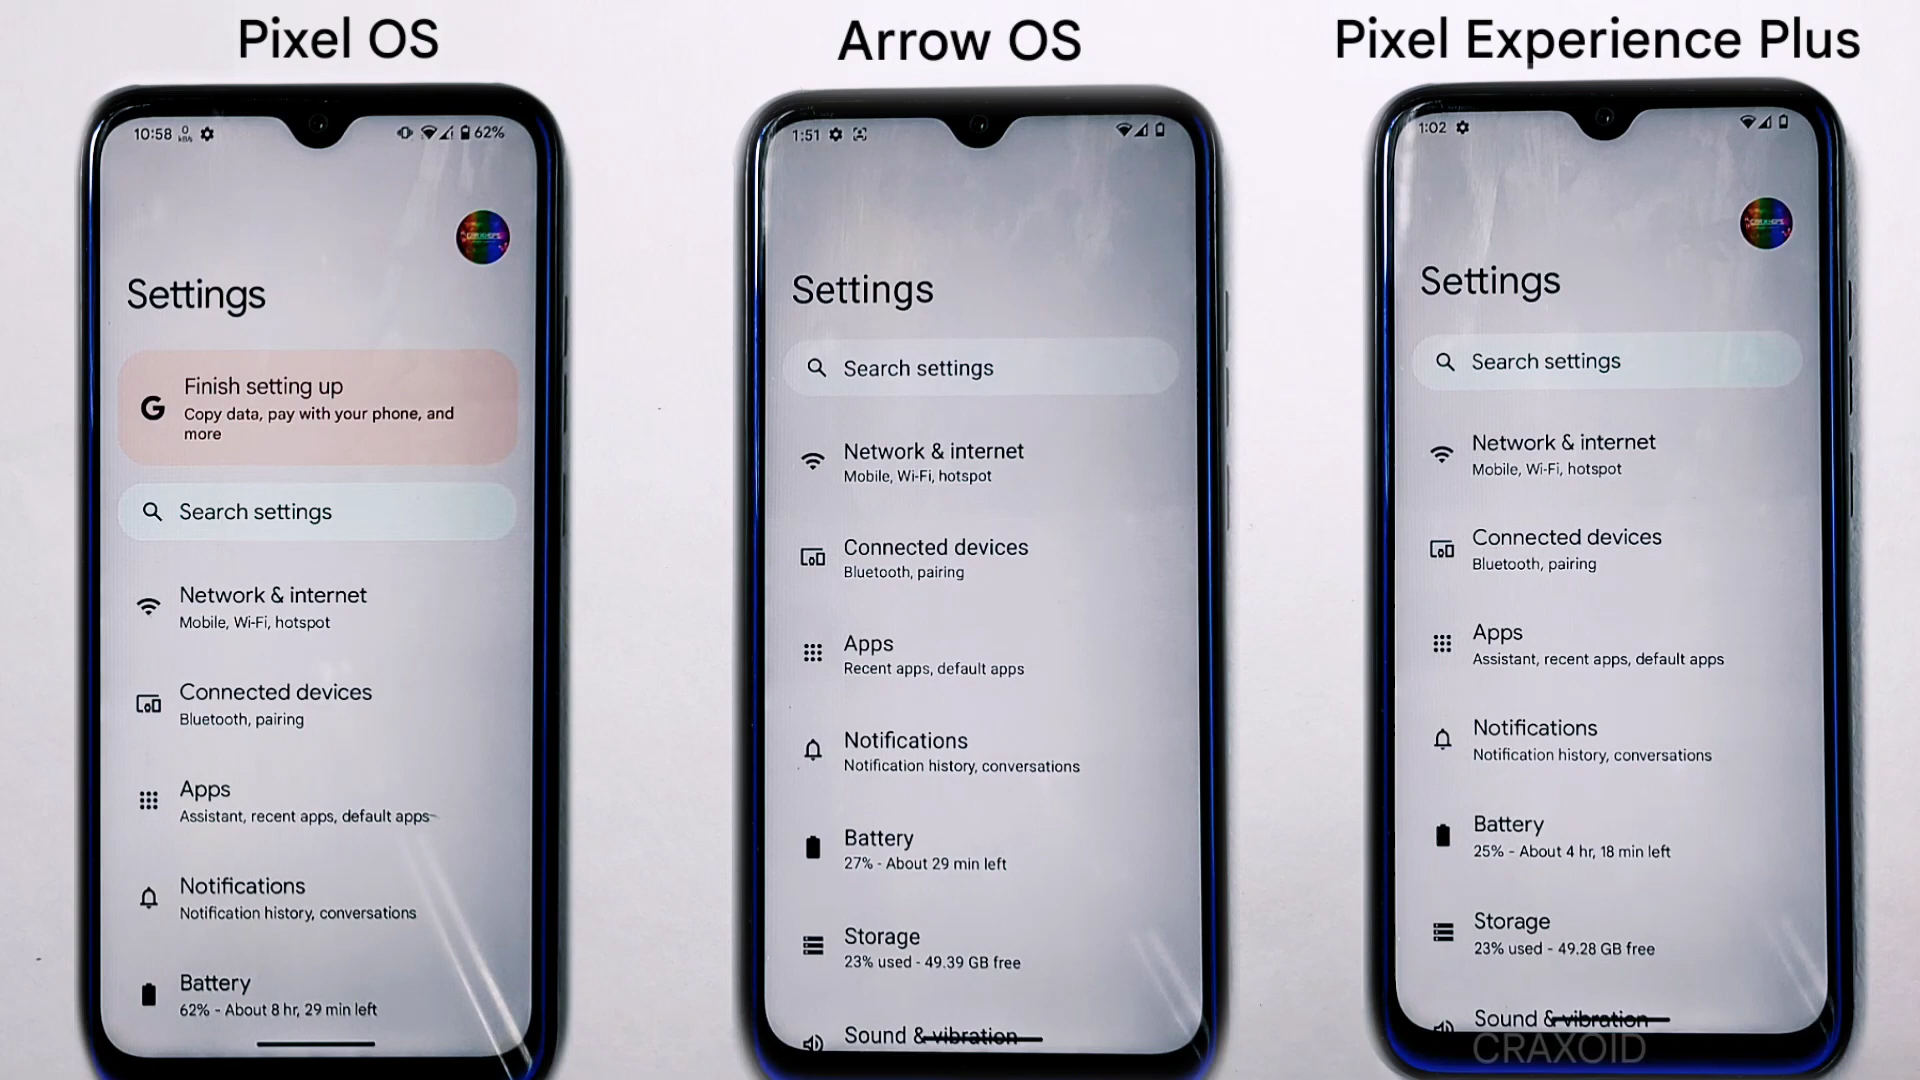 Pixel OS
Arrow OS
Pixel Experience Plus
10:58 0 kB/s
62%
Settings
G Finish setting up
Copy data, pay with your phone, and
more
Search settings
Network & internet
Mobile, Wi-Fi, hotspot
Connected devices
Bluetooth, pairing
Apps
Assistant, recent apps, default apps
Notifications
Notification history, conversations
Battery
62% - About 8 hr, 29 min left
1:51
Settings
Search settings
Network & internet
Mobile, Wi-Fi, hotspot
Connected devices
Bluetooth, pairing
Apps
Recent apps, default apps
Notifications
Notification history, conversations
Battery
27% - About 29 min left
Storage
23% used - 49.39 GB free
Sound & vibration
1:02
Settings
Search settings
Network & internet
Mobile, Wi-Fi, hotspot
Connected devices
Bluetooth, pairing
Apps
Assistant, recent apps, default apps
Notifications
Notification history, conversations
Battery
25% - About 4 hr, 18 min left
Storage
23% used - 49.28 GB free
Sound & vibration
CRAXOID